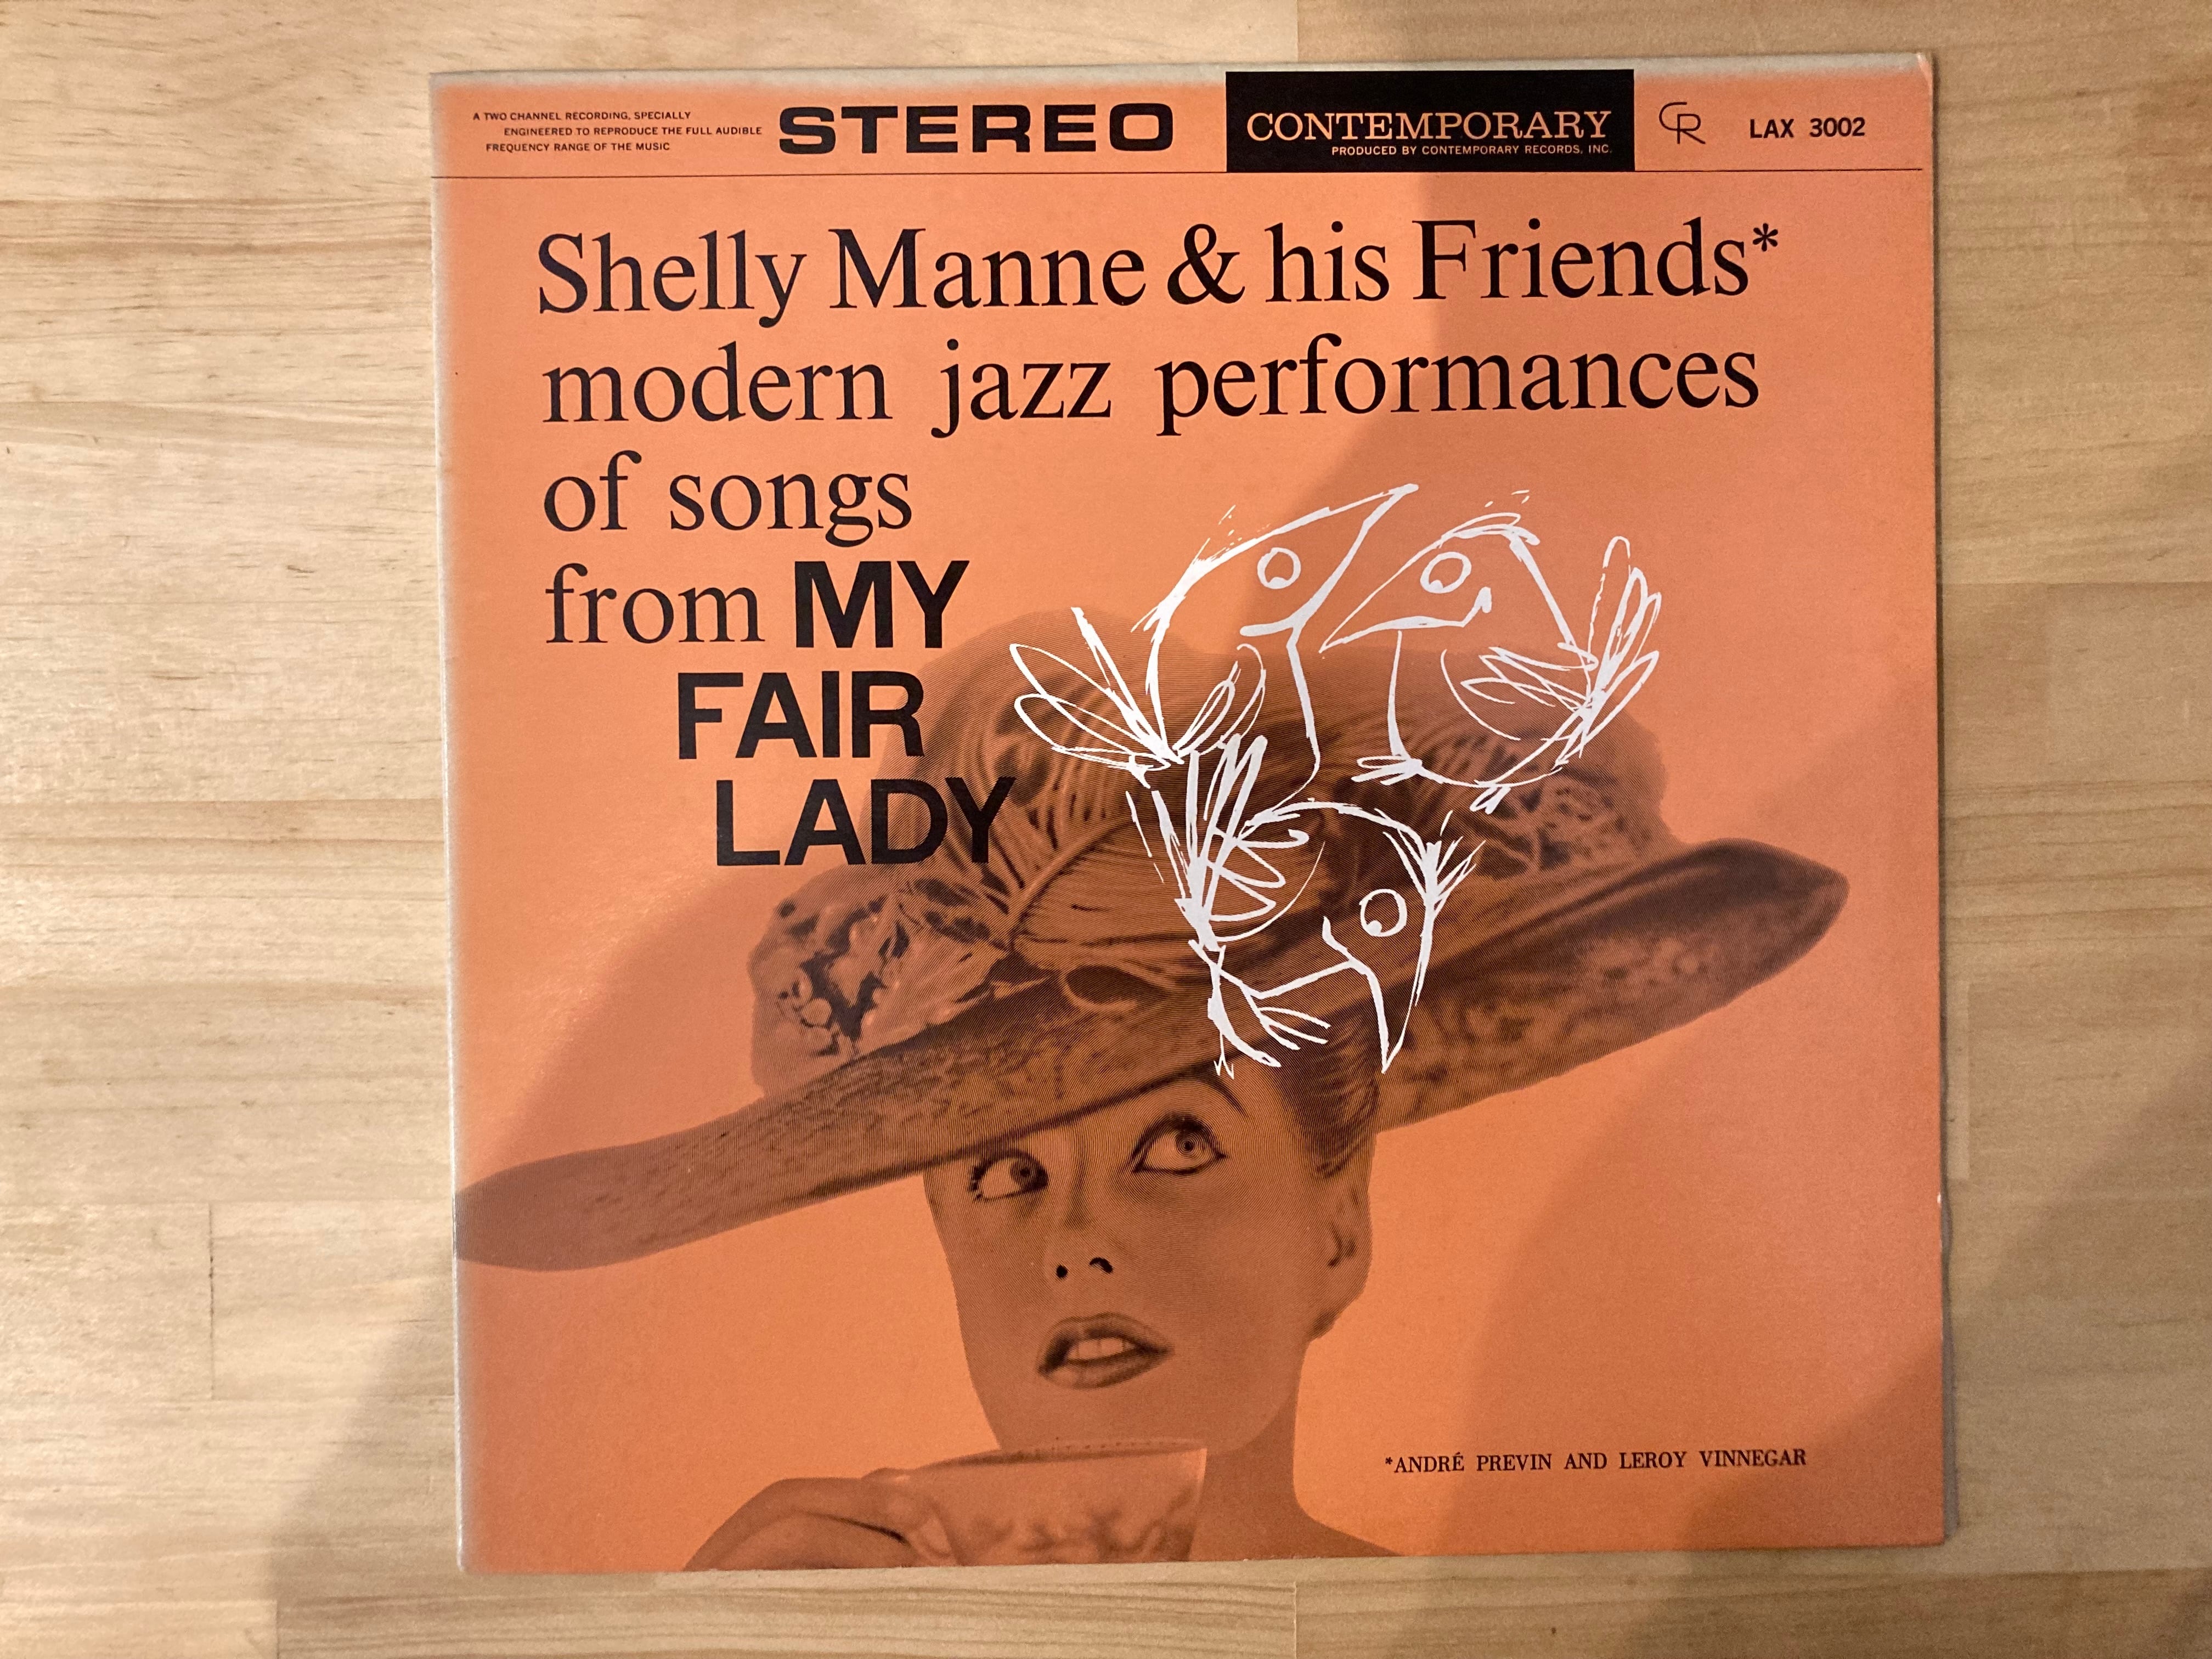 A TWO CHANNEL RECORDING, SPECIALLY
ENGINEERED TO REPRODUCE THE FULL AUDIBLE
FREQUENCY RANGE OF THE MUSIC
STEREO
CONTEMPORARY
PRODUCED BY CONTEMPORARY RECORDS, INC.
CR
LAX 3002
Shelly Manne & his Friends*
modern jazz performances
of songs
from MY
FAIR
LADY
*ANDRÉ PREVIN AND LEROY VINNEGAR